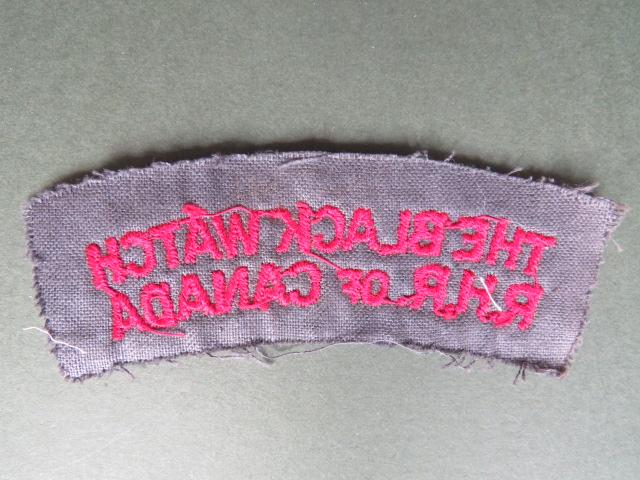 THE BLACK WATCH
R.H.R. OF CANADA